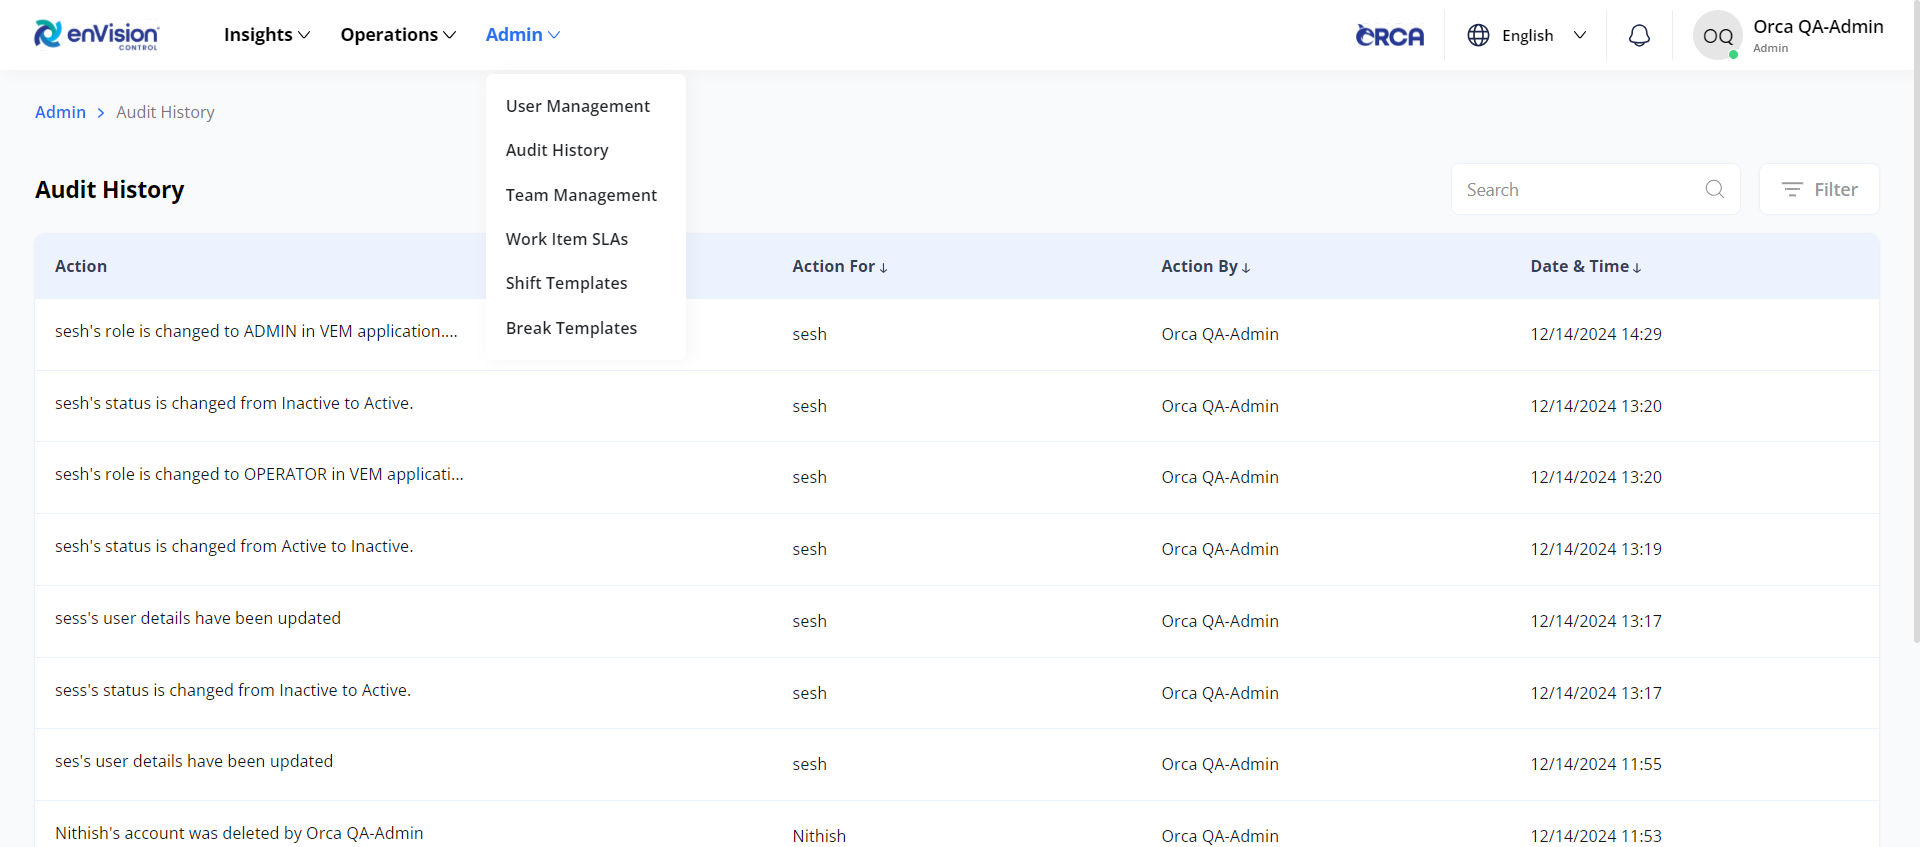 enVision CONTROL Insights Operations Admin ORCA English OQ Orca QA-Admin
Admin
User Management
Admin > Audit History
Audit History
Team Management
Work Item SLAs
Shift Templates
Break Templates
Audit History Search Filter
Action Action For ↓ Action By ↓ Date & Time ↓
sesh's role is changed to ADMIN in VEM application.... sesh Orca QA-Admin 12/14/2024 14:29
sesh's status is changed from Inactive to Active. sesh Orca QA-Admin 12/14/2024 13:20
sesh's role is changed to OPERATOR in VEM applicati... sesh Orca QA-Admin 12/14/2024 13:20
sesh's status is changed from Active to Inactive. sesh Orca QA-Admin 12/14/2024 13:19
sess's user details have been updated sesh Orca QA-Admin 12/14/2024 13:17
sess's status is changed from Inactive to Active. sesh Orca QA-Admin 12/14/2024 13:17
ses's user details have been updated sesh Orca QA-Admin 12/14/2024 11:55
Nithish's account was deleted by Orca QA-Admin Nithish Orca QA-Admin 12/14/2024 11:53